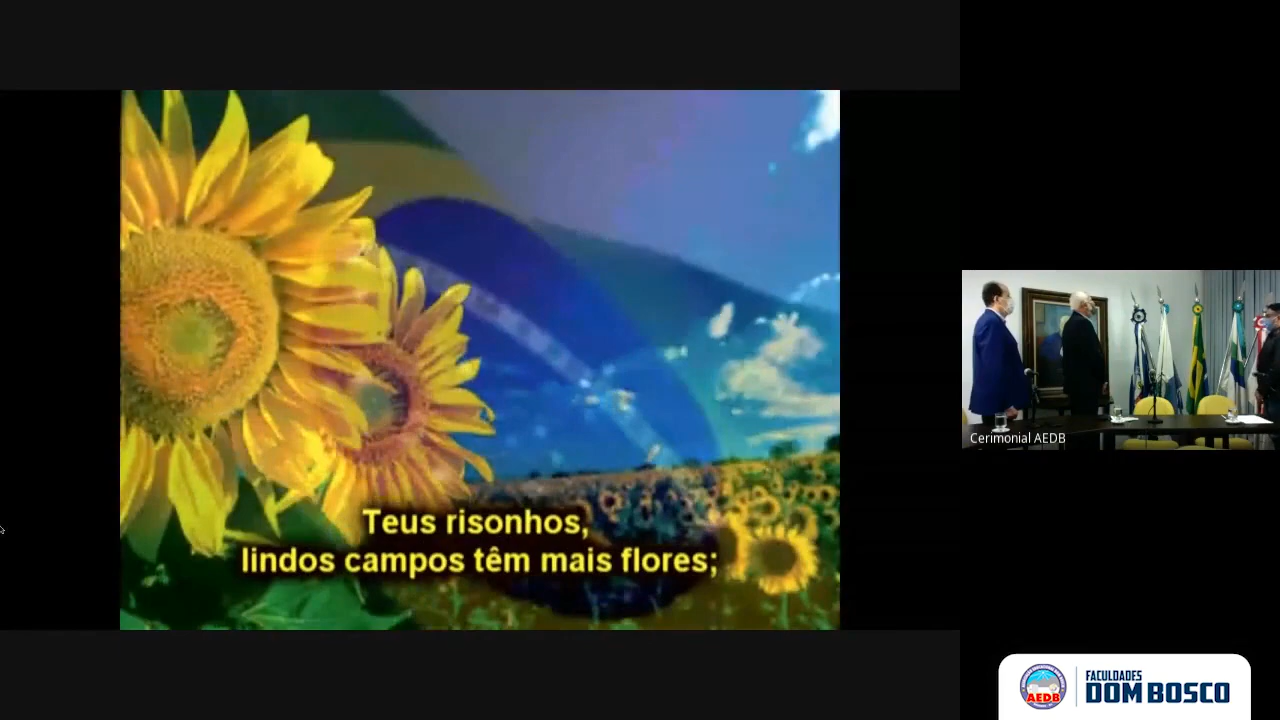 Teus risonhos,
lindos campos têm mais flores;
Cerimonial AEDB
AEDB
FACULDADES
DOM BOSCO